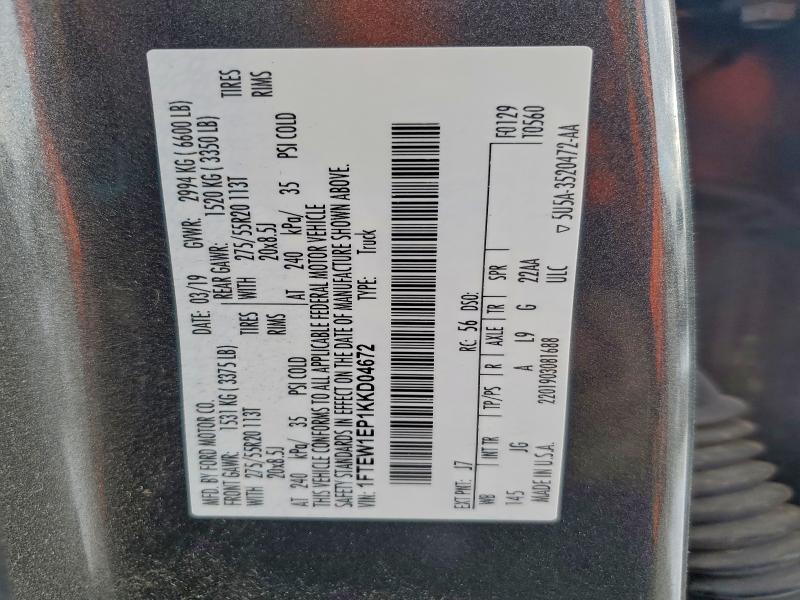 MFD. BY FORD MOTOR CO.
DATE: 03/19 GVWR: 2994 KG ( 6600 LB)
FRONT GAWR: 1531 KG ( 3375 LB) REAR GAWR: 1520 KG ( 3350 LB)
WITH 275/55R20 113T TIRES WITH 275/55R20 113T TIRES
20x8.5J RIMS 20x8.5J RIMS
AT 240 kPa/ 35 PSI COLD AT 240 kPa/ 35 PSI COLD
THIS VEHICLE CONFORMS TO ALL APPLICABLE FEDERAL MOTOR VEHICLE
SAFETY STANDARDS IN EFFECT ON THE DATE OF MANUFACTURE SHOWN ABOVE.
VIN: 1FTEW1EP1KKD04672 TYPE: Truck
EXT PNT: J7 RC: 56 DSO: F0129
WB INT TR TP/PS R AXLE TR SPR T0560
145 JG A L9 G 22AA
MADE IN U.S.A. 2201903081688 ULC ▽ 5U5A-3520472-AA